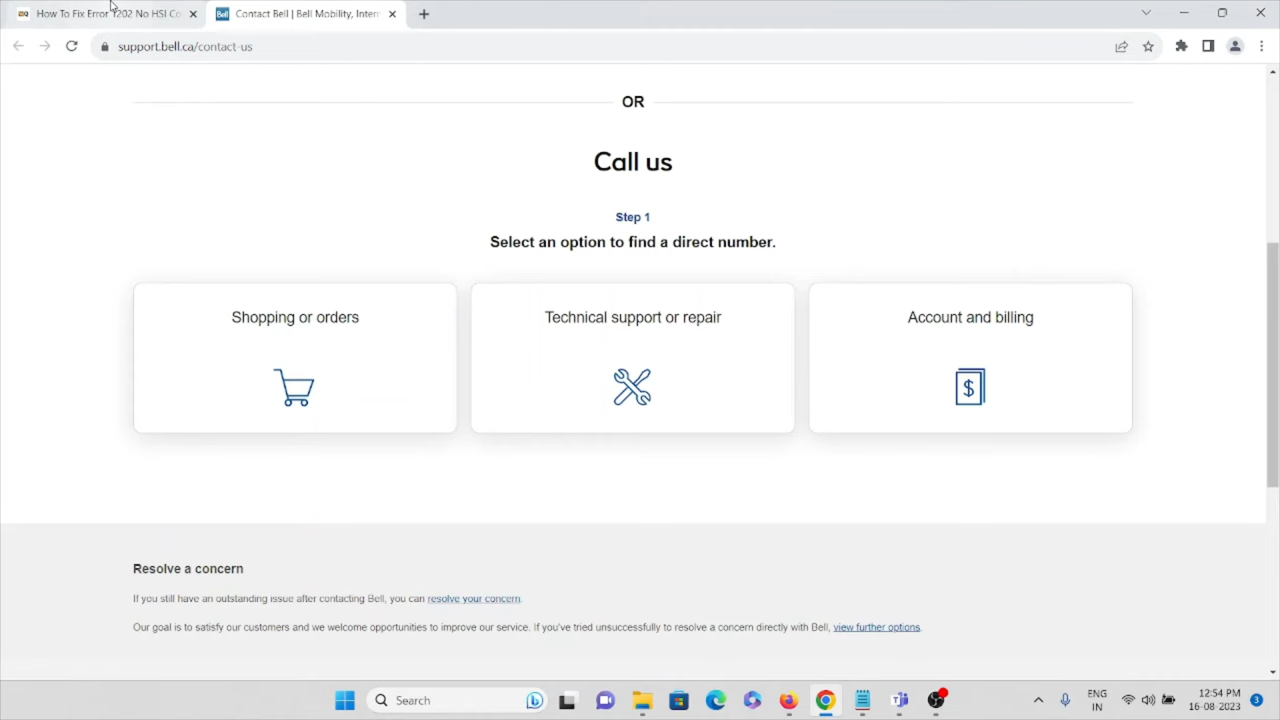 How To Fix Error 1202 No HSI Co
Bell
Contact Bell | Bell Mobility, Intern
support.bell.ca/contact-us
OR
Call us
Step 1
Select an option to find a direct number.
Shopping or orders
Technical support or repair
Account and billing
$
Resolve a concern
If you still have an outstanding issue after contacting Bell, you can resolve your concern.
Our goal is to satisfy our customers and we welcome opportunities to improve our service. If you've tried unsuccessfully to resolve a concern directly with Bell, view further options.
Search
ENG
IN
12:54 PM
16-08-2023
3